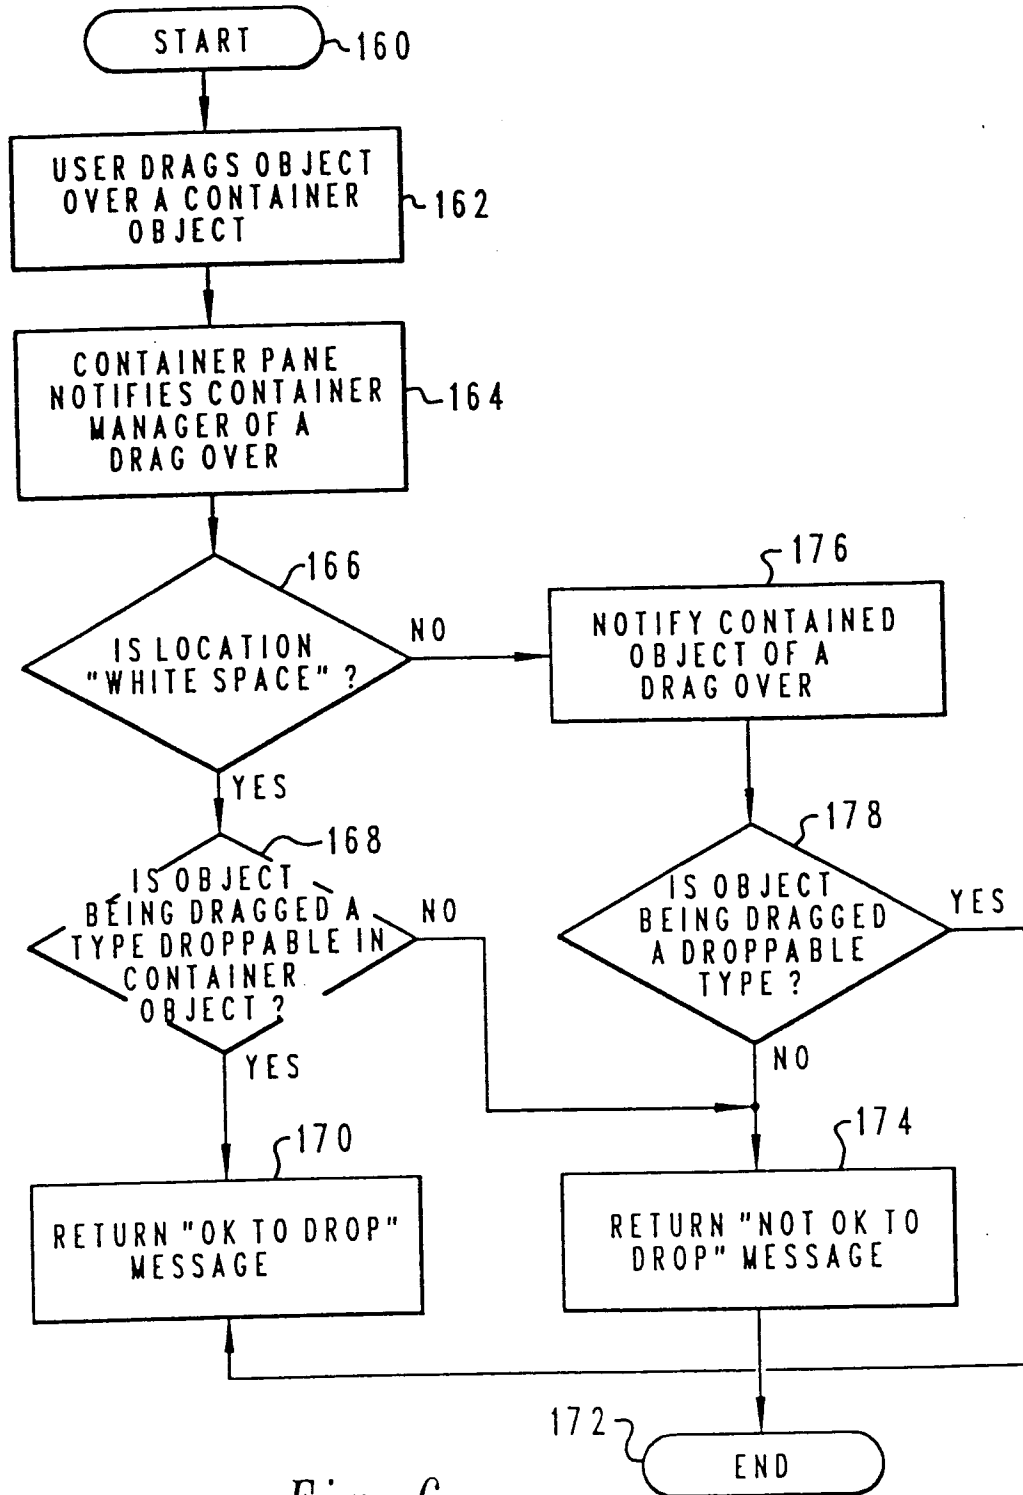 START
160
USER DRAGS OBJECT
OVER A CONTAINER
OBJECT
162
CONTAINER PANE
NOTIFIES CONTAINER
MANAGER OF A
DRAG OVER
164
166
IS LOCATION
"WHITE SPACE" ?
NO
YES
176
NOTIFY CONTAINED
OBJECT OF A
DRAG OVER
168
IS OBJECT
BEING DRAGGED A
TYPE DROPPABLE IN
CONTAINER
OBJECT ?
NO
YES
178
IS OBJECT
BEING DRAGGED
A DROPPABLE
TYPE ?
YES
NO
170
RETURN "OK TO DROP"
MESSAGE
174
RETURN "NOT OK TO
DROP" MESSAGE
172
END